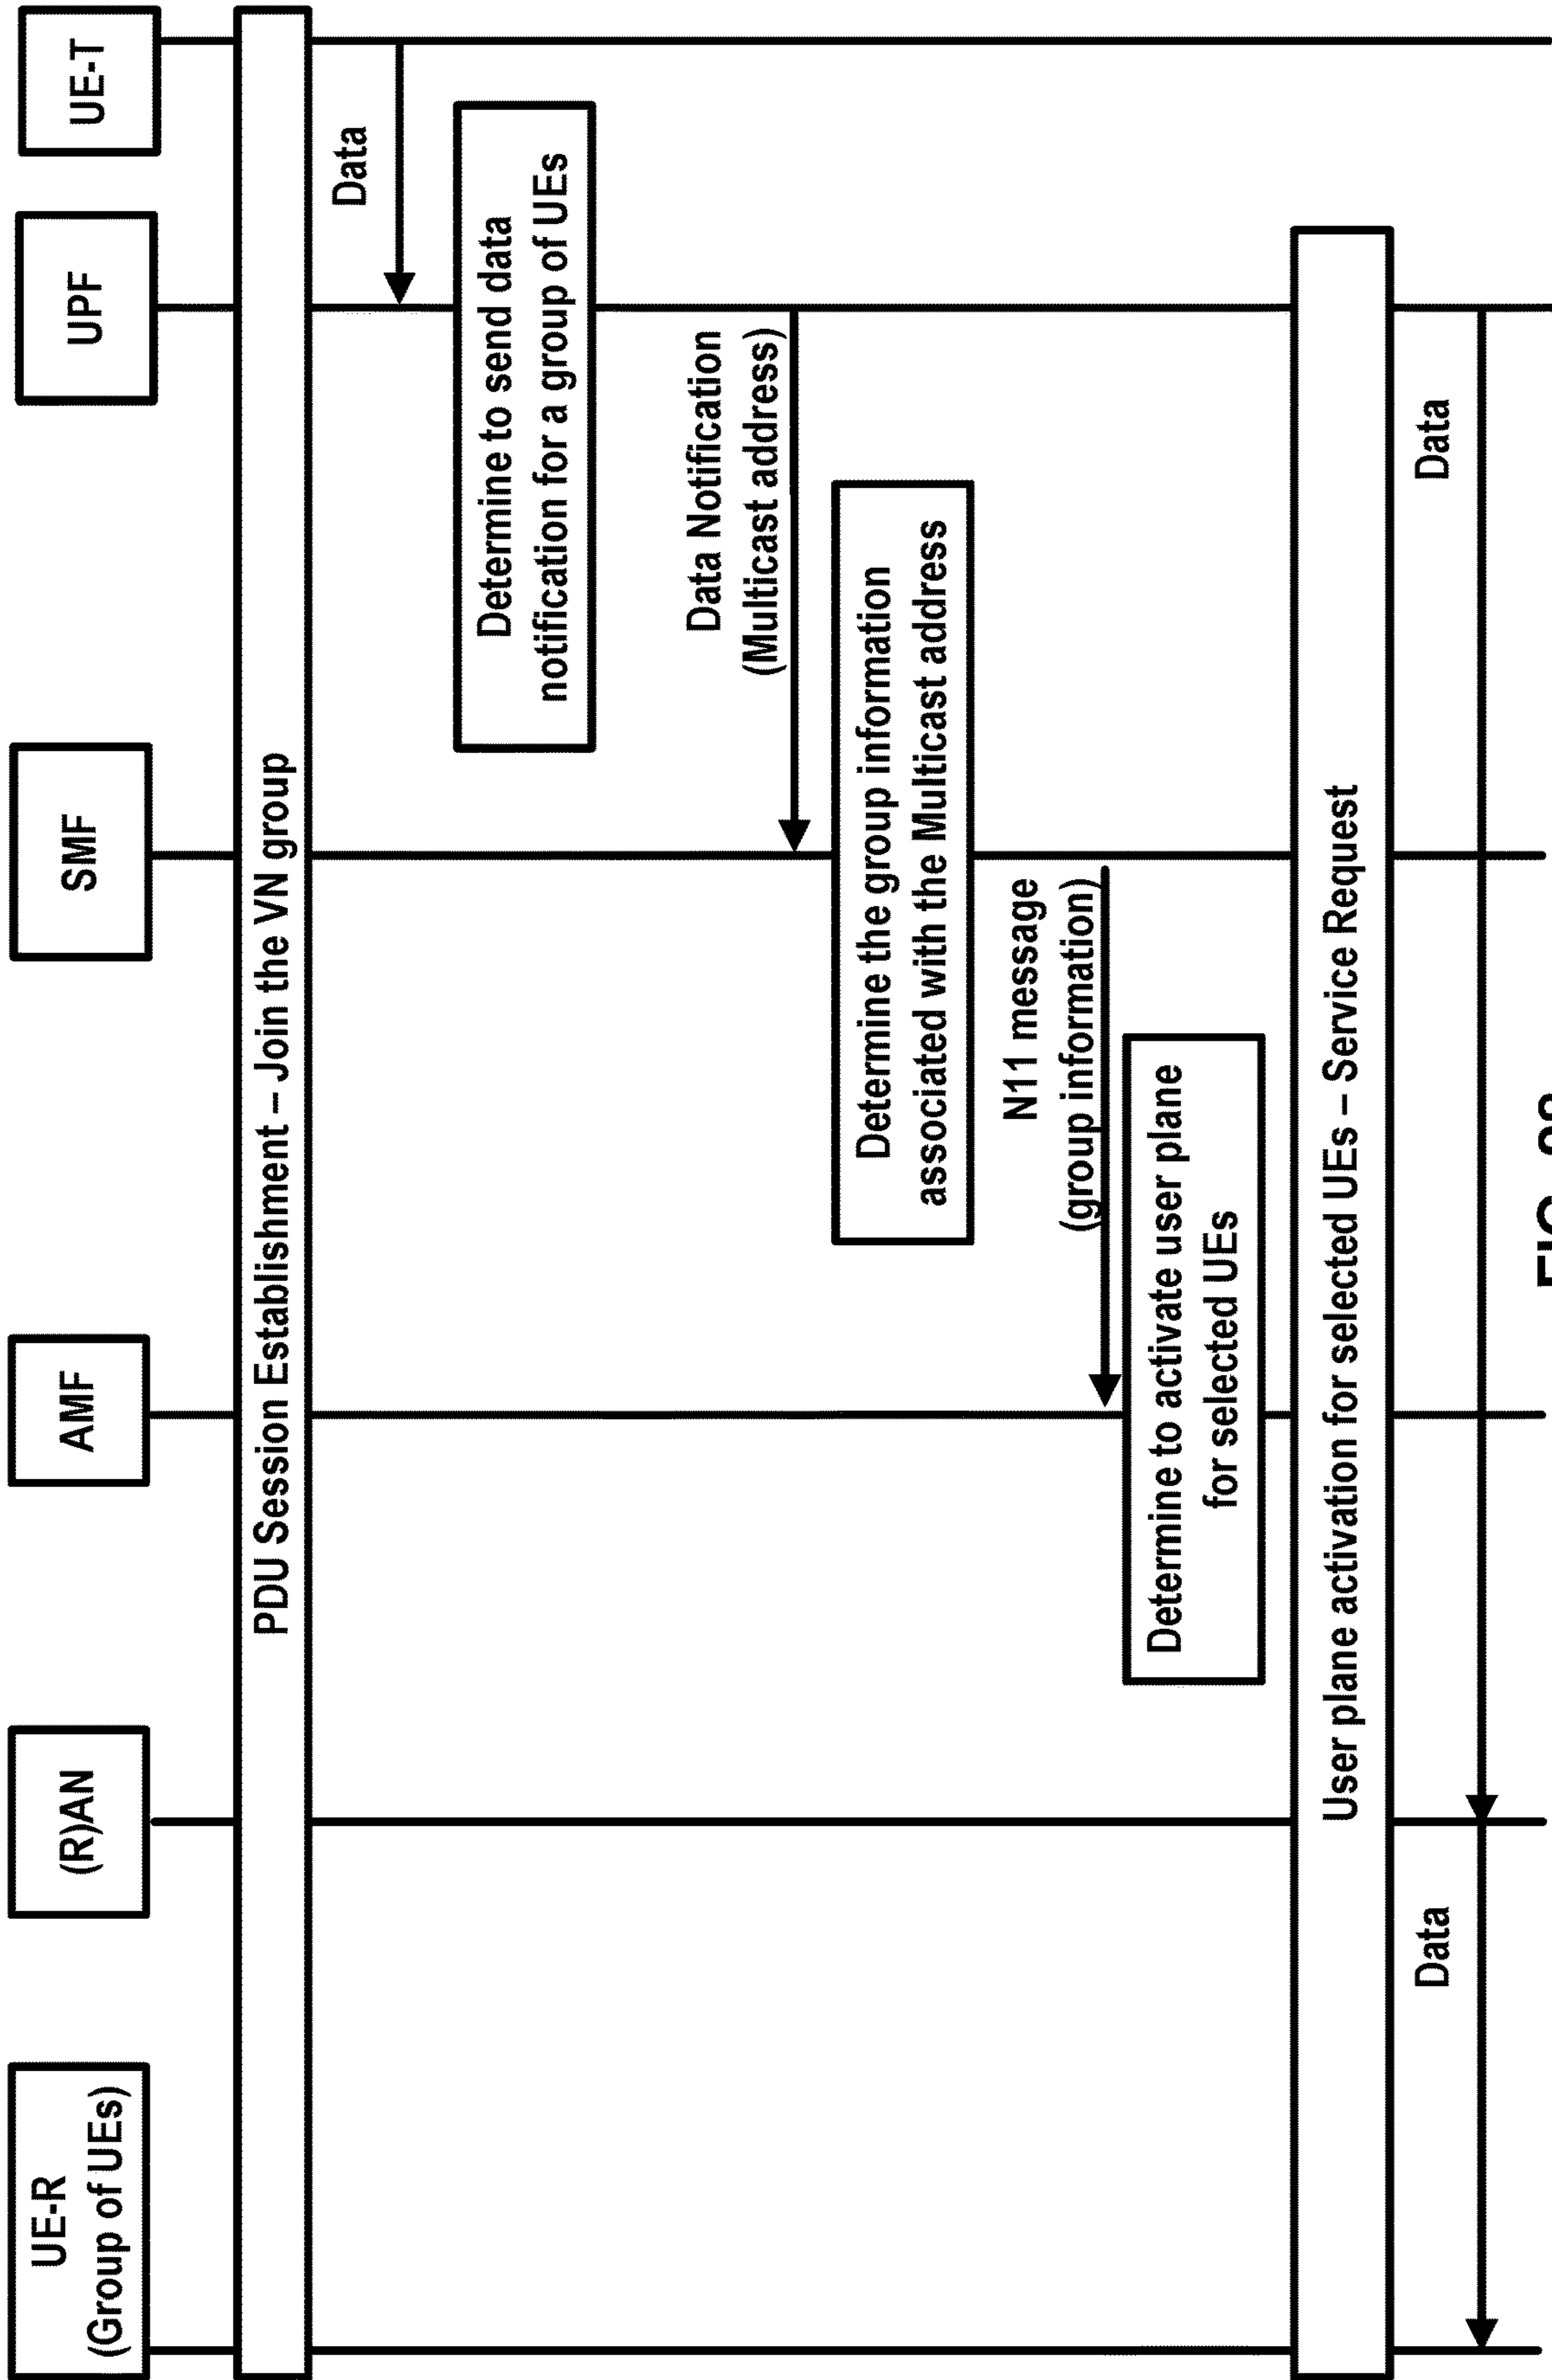 UE-R
(Group of UEs)
(R)AN
AMF
SMF
UPF
UE-T
PDU Session Establishment – Join the VN group
Data
Determine to send data
notification for a group of UEs
Data Notification
(Multicast address)
Determine the group information
associated with the Multicast address
N11 message
(group information)
Determine to activate user plane
for selected UEs
User plane activation for selected UEs – Service Request
Data
Data
FIG.